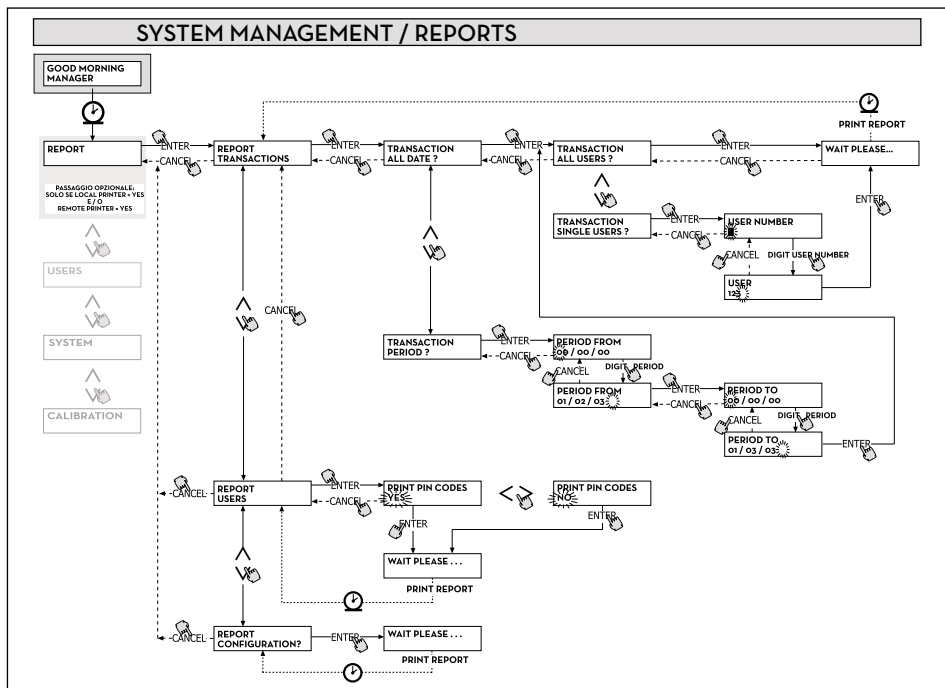 SYSTEM MANAGEMENT / REPORTS
GOOD MORNING
MANAGER
PRINT REPORT
REPORT
ENTER
CANCEL
REPORT
TRANSACTIONS
ENTER
CANCEL
TRANSACTION
ALL DATE ?
ENTER
CANCEL
TRANSACTION
ALL USERS ?
ENTER
CANCEL
WAIT PLEASE...
PASSAGGIO OPZIONALE:
SOLO SE LOCAL PRINTER = YES
E / O
REMOTE PRINTER = YES
ENTER
TRANSACTION
SINGLE USERS ?
ENTER
CANCEL
USER NUMBER
CANCEL
DIGIT USER NUMBER
USER
123
USERS
SYSTEM
CALIBRATION
CANCEL
TRANSACTION
PERIOD ?
ENTER
CANCEL
PERIOD FROM
00 / 00 / 00
CANCEL
DIGIT PERIOD
PERIOD FROM
01 / 02 / 03
ENTER
CANCEL
PERIOD TO
00 / 00 / 00
CANCEL
DIGIT PERIOD
PERIOD TO
01 / 03 / 03
ENTER
CANCEL
REPORT
USERS
ENTER
CANCEL
PRINT PIN CODES
YES
PRINT PIN CODES
NO
ENTER
ENTER
WAIT PLEASE . . .
PRINT REPORT
CANCEL
REPORT
CONFIGURATION?
ENTER
WAIT PLEASE . . .
PRINT REPORT